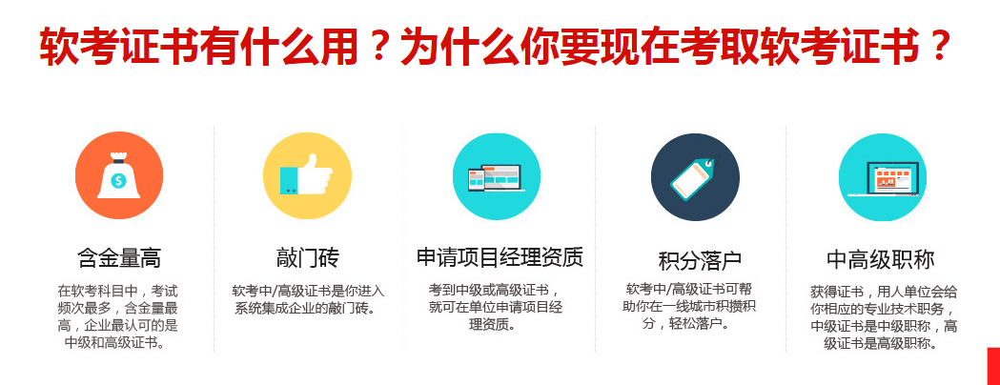 软考证书有什么用？为什么你要现在考取软考证书？
含金量高
在软考科目中，考试
频次最多，含金量最
高，企业最认可的是
中级和高级证书。
敲门砖
软考中/高级证书是你进入
系统集成企业的敲门砖。
申请项目经理资质
考到中级或高级证书，
就可在单位申请项目经
理资质。
积分落户
软考中/高级证书可帮
助你在一线城市积攒积
分，轻松落户。
中高级职称
获得证书，用人单位会给
你相应的专业技术职务，
中级证书是中级职称，高
级证书是高级职称。